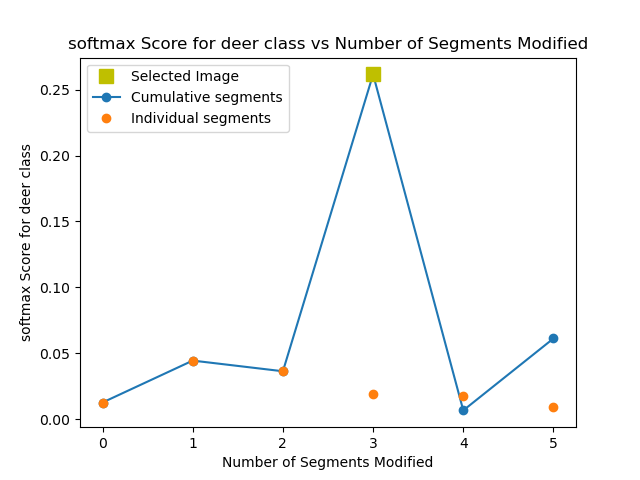 softmax Score for deer class vs Number of Segments Modified
Selected Image
Cumulative segments
Individual segments
softmax Score for deer class
0.25
0.20
0.15
0.10
0.05
0.00
0 1 2 3 4 5
Number of Segments Modified